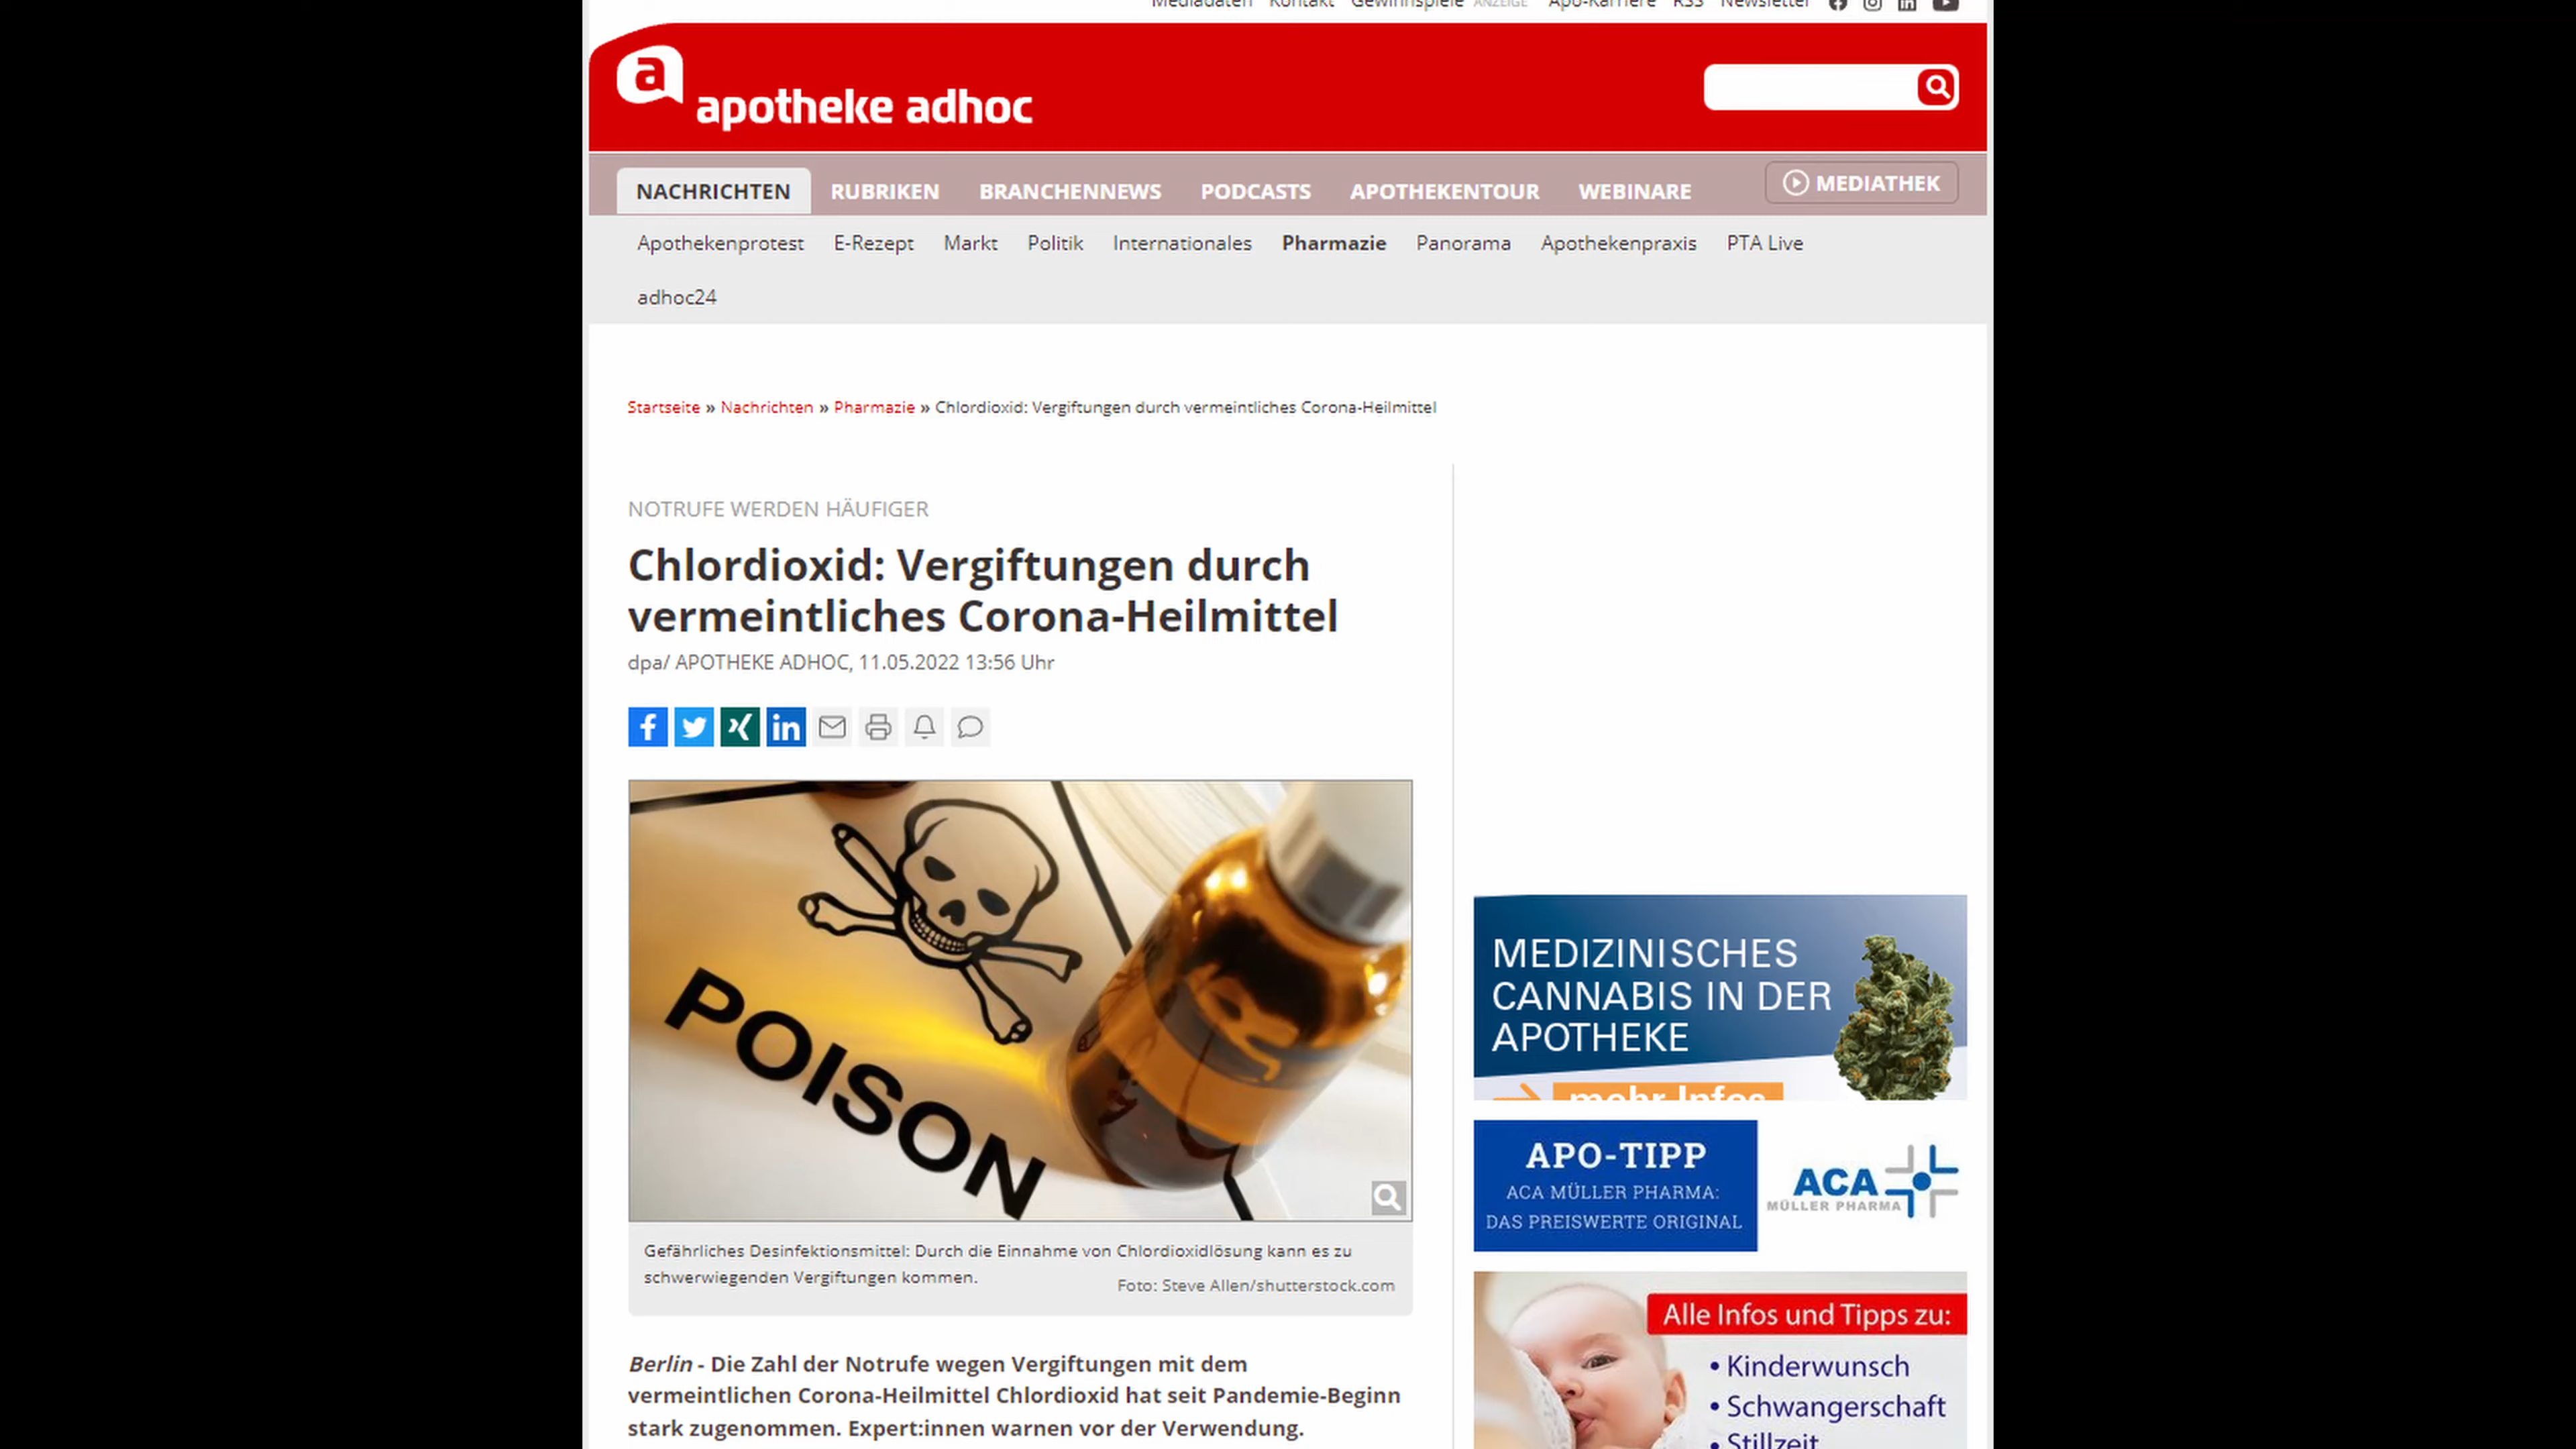 Mediadaten Kontakt Gewinnspiele ANZEIGE Apo-Karriere RSS Newsletter
a
apotheke adhoc
NACHRICHTEN RUBRIKEN BRANCHENNEWS PODCASTS APOTHEKENTOUR WEBINARE MEDIATHEK
Apothekenprotest E-Rezept Markt Politik Internationales Pharmazie Panorama Apothekenpraxis PTA Live
adhoc24
Startseite » Nachrichten » Pharmazie » Chlordioxid: Vergiftungen durch vermeintliches Corona-Heilmittel
NOTRUFE WERDEN HÄUFIGER
Chlordioxid: Vergiftungen durch
vermeintliches Corona-Heilmittel
dpa/ APOTHEKE ADHOC, 11.05.2022 13:56 Uhr
POISON
Gefährliches Desinfektionsmittel: Durch die Einnahme von Chlordioxidlösung kann es zu
schwerwiegenden Vergiftungen kommen.
Foto: Steve Allen/shutterstock.com
Berlin - Die Zahl der Notrufe wegen Vergiftungen mit dem
vermeintlichen Corona-Heilmittel Chlordioxid hat seit Pandemie-Beginn
stark zugenommen. Expert:innen warnen vor der Verwendung.
MEDIZINISCHES
CANNABIS IN DER
APOTHEKE
mehr Infos
APO-TIPP
ACA MÜLLER PHARMA:
DAS PREISWERTE ORIGINAL
ACA
MÜLLER PHARMA
Alle Infos und Tipps zu:
• Kinderwunsch
• Schwangerschaft
• Stillzeit